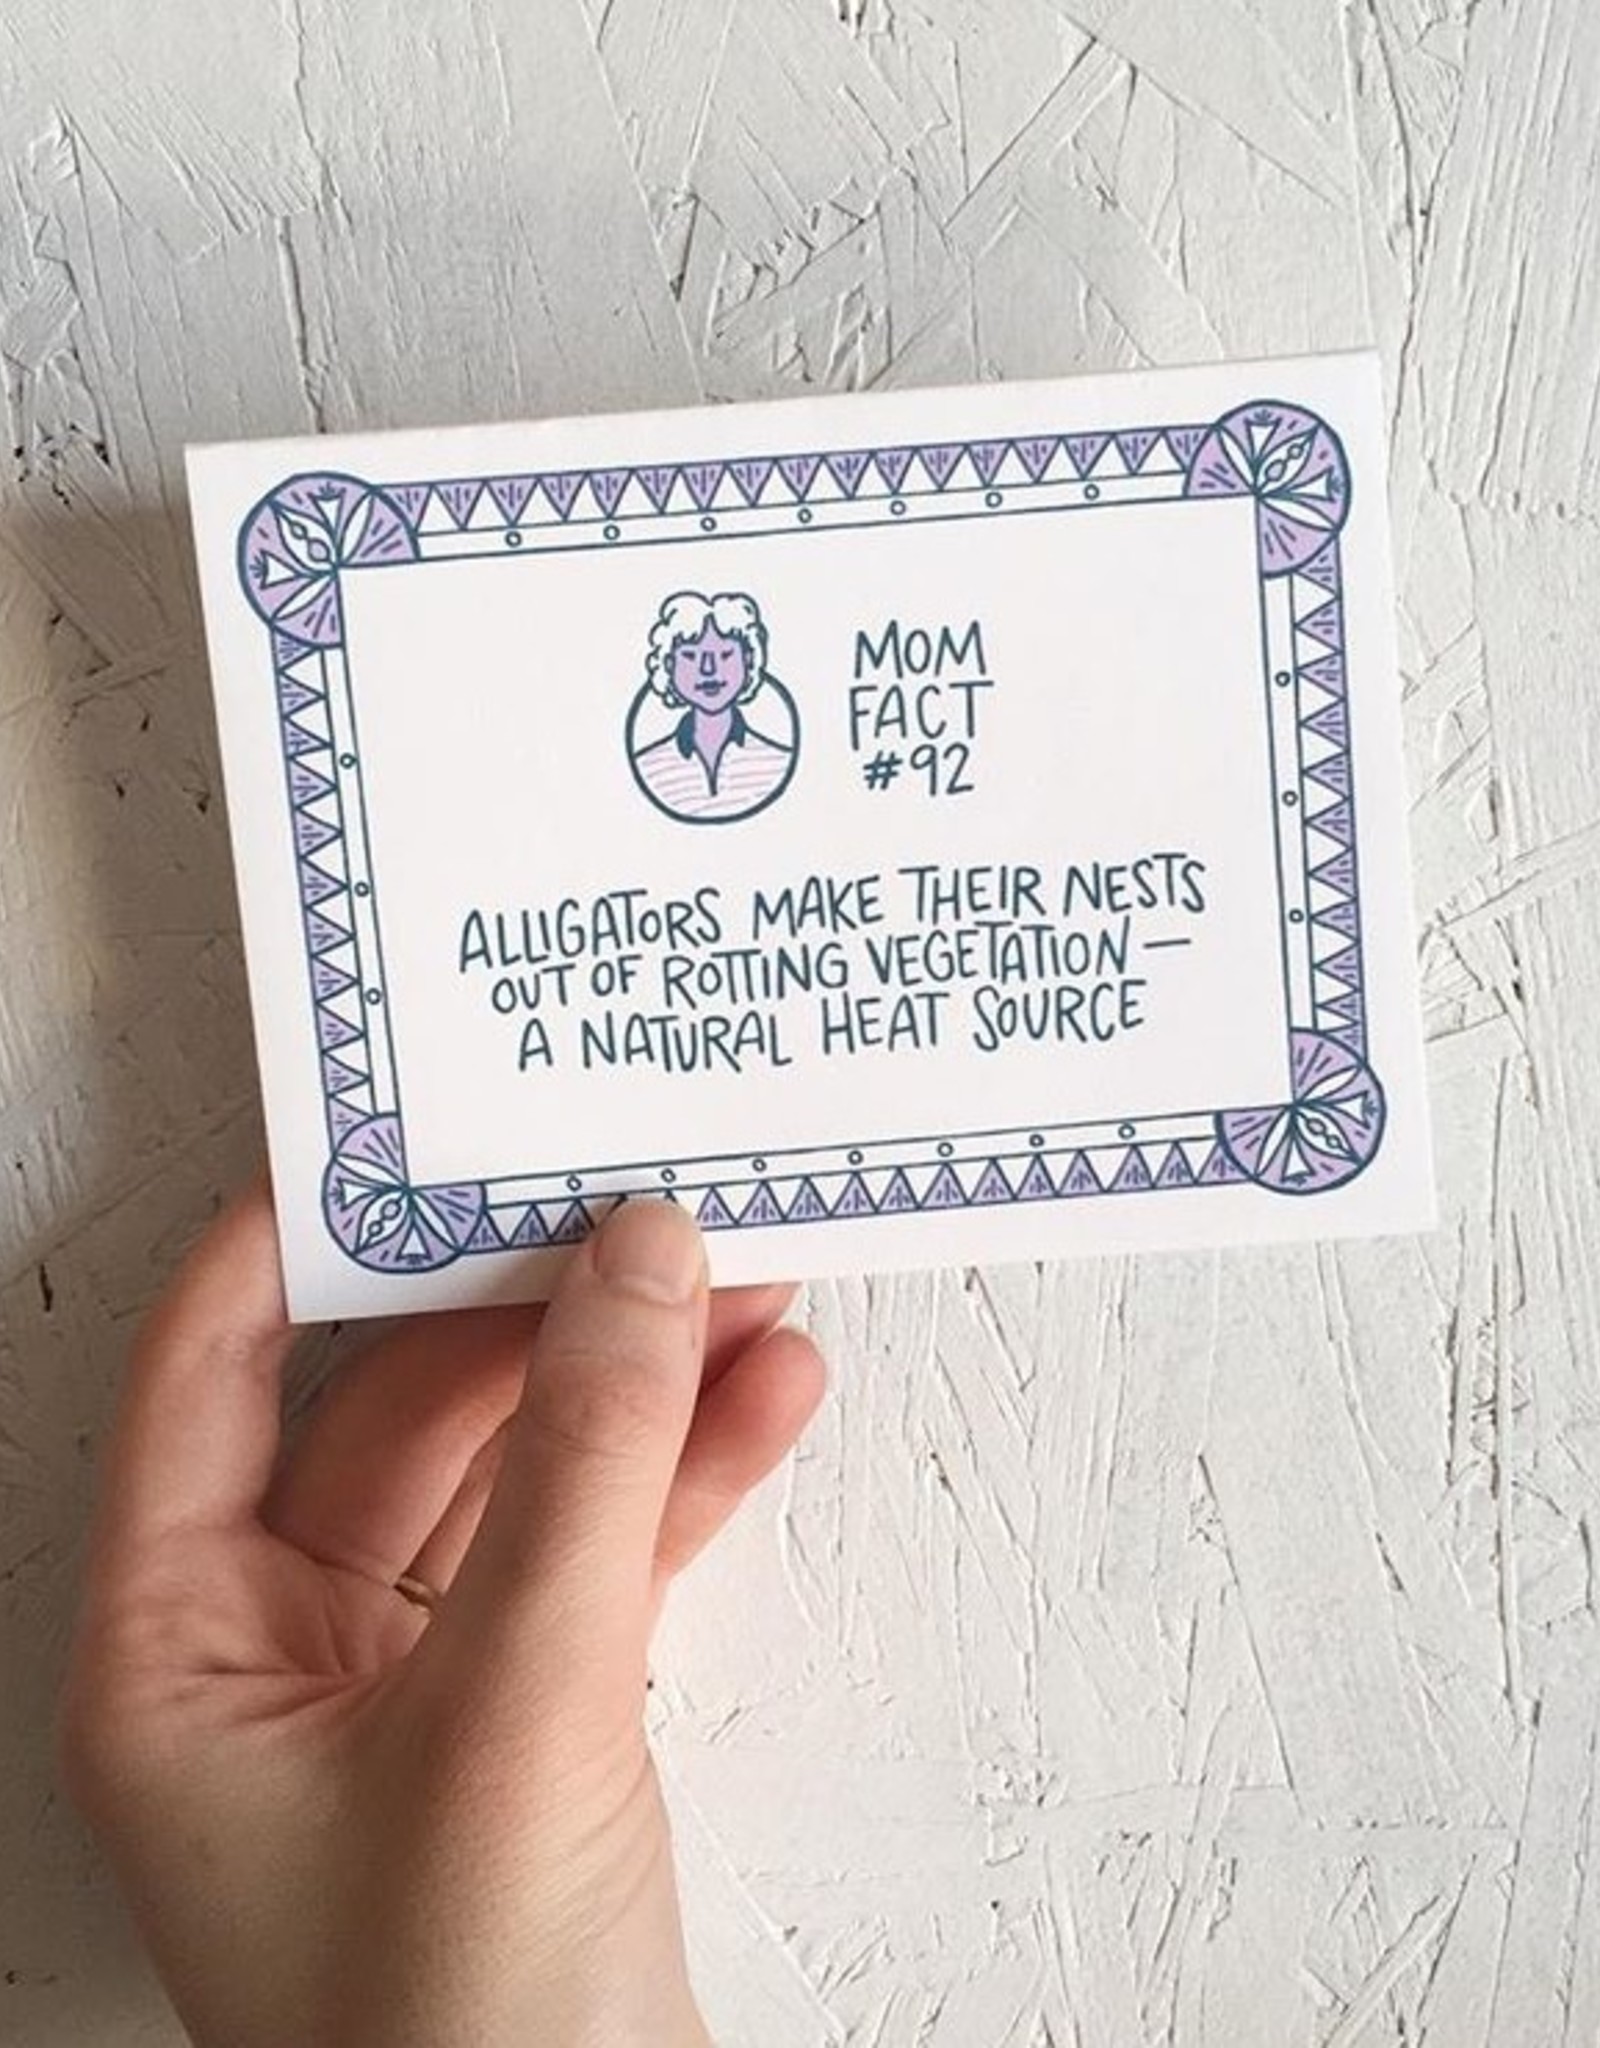 MOM
FACT
#92
ALLIGATORS MAKE THEIR NESTS
OUT OF ROTTING VEGETATION—
A NATURAL HEAT SOURCE